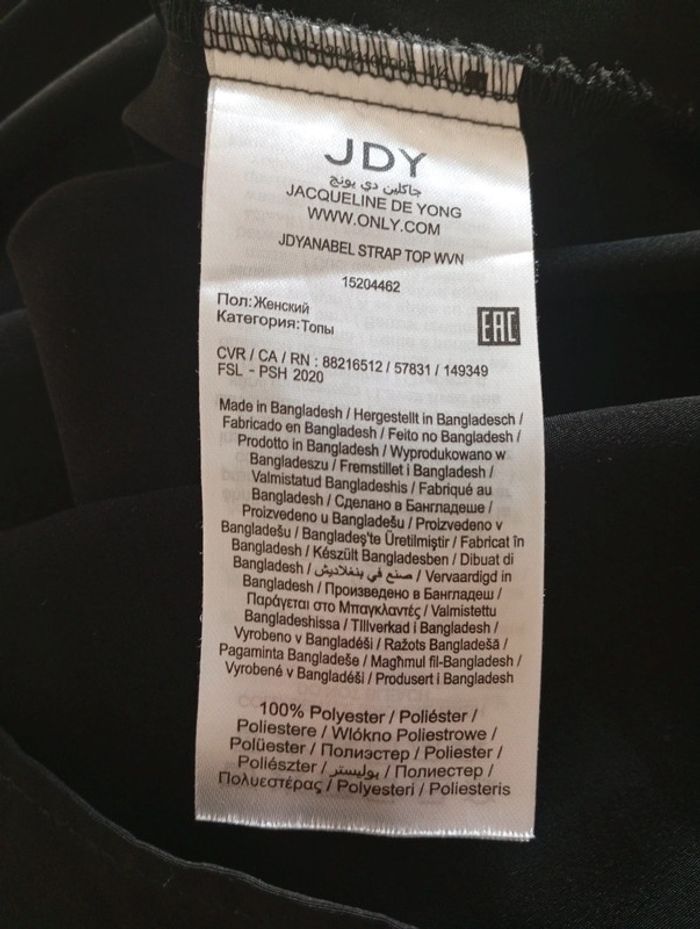 JDY
جاكلين دي يونج
JACQUELINE DE YONG
WWW.ONLY.COM
JDYANABEL STRAP TOP WVN
15204462
Пол:Женский
Категория:Топы
EAC
CVR / CA / RN : 88216512 / 57831 / 149349
FSL - PSH 2020
Made in Bangladesh / Hergestellt in Bangladesch /
Fabricado en Bangladesh / Feito no Bangladesh /
Prodotto in Bangladesh / Wyprodukowano w
Bangladeszu / Fremstillet i Bangladesh /
Valmistatud Bangladeshis / Fabriqué au
Bangladesh / Сделано в Бангладеше /
Proizvedeno u Bangladešu / Proizvedeno v
Bangladešu / Bangladeş'te Üretilmiştir / Fabricat în
Bangladesh / Készült Bangladesben / Dibuat di
Bangladesh / صنع في بنغلاديش / Vervaardigd in
Bangladesh / Произведено в Бангладеш /
Παράγεται στο Μπαγκλαντές / Valmistettu
Bangladeshissa / Tillverkad i Bangladesh /
Vyrobeno v Bangladéši / Ražots Bangladešā /
Pagaminta Bangladeše / Magħmul fil-Bangladesh /
Vyrobené v Bangladéši / Produsert i Bangladesh
100% Polyester / Poliéster /
Poliestere / Wlókno Poliestrowe /
Polüester / Полиэстер / Poliester /
Poliészter / بوليستر / Полиестер /
Πολυεστέρας / Polyesteri / Poliesteris